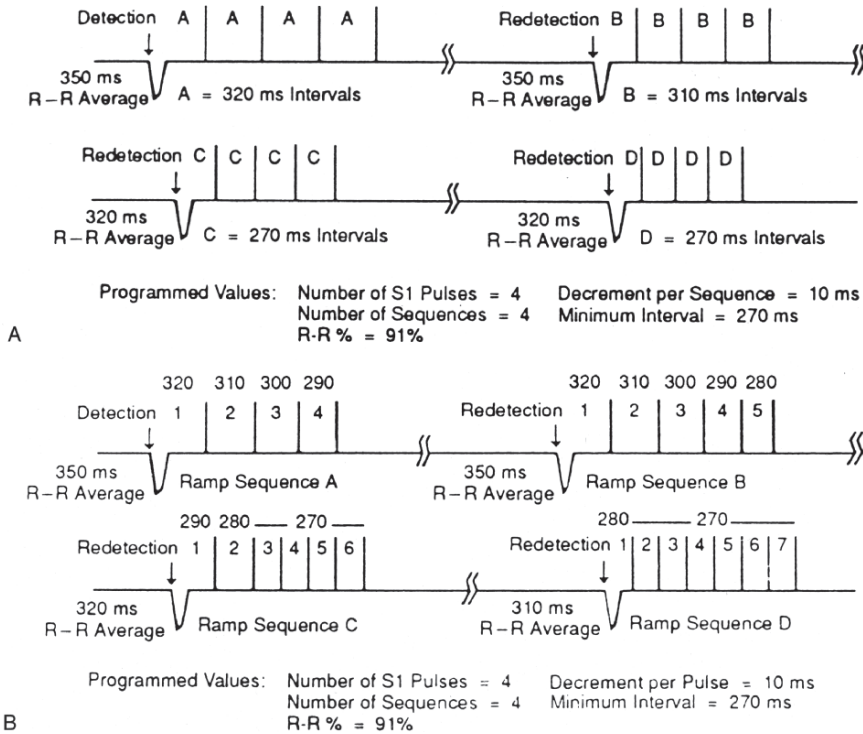 Detection A A A A
350 ms
R–R Average
A = 320 ms Intervals
Redetection B B B B
350 ms
R–R Average
B = 310 ms Intervals
Redetection C C C C
320 ms
R–R Average
C = 270 ms Intervals
Redetection D D D D
320 ms
R–R Average
D = 270 ms Intervals
Programmed Values: Number of S1 Pulses = 4 Decrement per Sequence = 10 ms
Number of Sequences = 4 Minimum Interval = 270 ms
R-R % = 91%
A
320 310 300 290
Detection 1 2 3 4
350 ms
R–R Average
Ramp Sequence A
320 310 300 290 280
Redetection 1 2 3 4 5
350 ms
R–R Average
Ramp Sequence B
290 280 270
Redetection 1 2 3 4 5 6
320 ms
R–R Average
Ramp Sequence C
280 270
Redetection 1 2 3 4 5 6 7
310 ms
R–R Average
Ramp Sequence D
Programmed Values: Number of S1 Pulses = 4 Decrement per Pulse = 10 ms
Number of Sequences = 4 Minimum Interval = 270 ms
R-R % = 91%
B